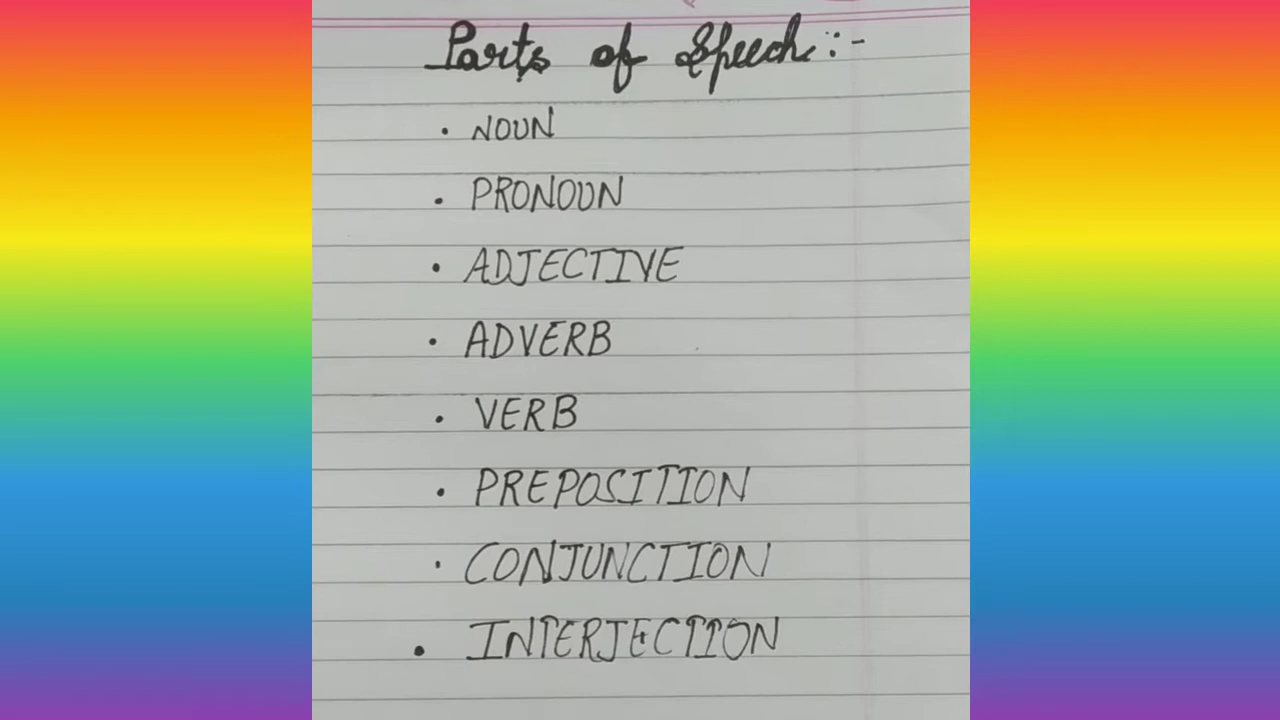 Parts of Speech:-
• NOUN
• PRONOUN
• ADJECTIVE
• ADVERB
• VERB
• PREPOSITION
• CONJUNCTION
• INTERJECTION